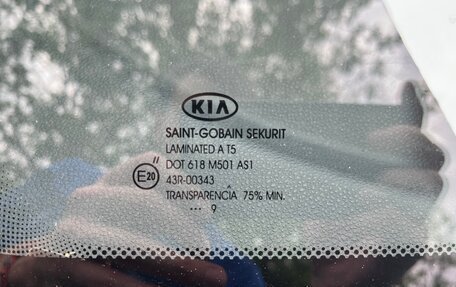 KIA
SAINT-GOBAIN SEKURIT
LAMINATED A T5
DOT 618 M501 AS1
E20 43R-00343
TRANSPARENCIA 75% MIN.
... 9